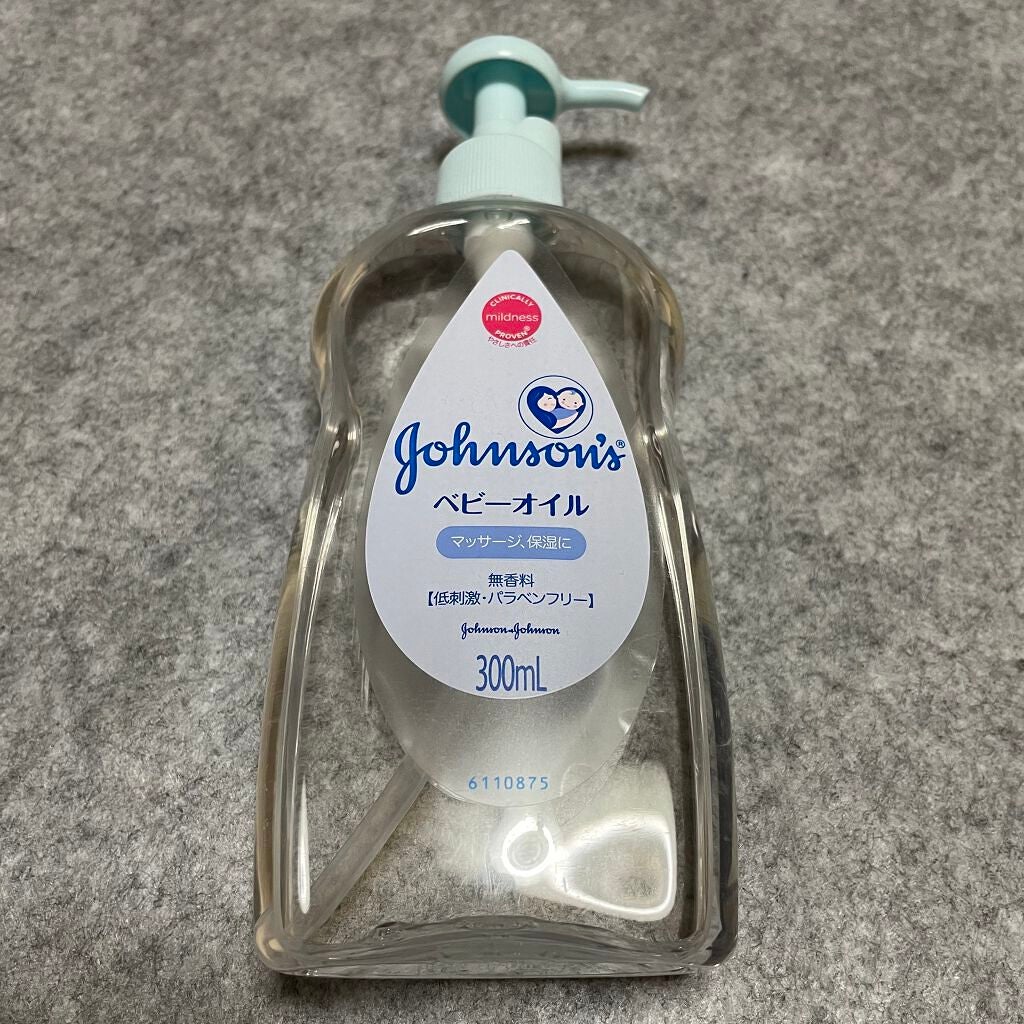 CLINICALLY
mildness
PROVEN®
やさしさへの責任
Johnson's®
ベビーオイル
マッサージ、保湿に
無香料
【低刺激・パラベンフリー】
Johnson&Johnson
300mL
6110875